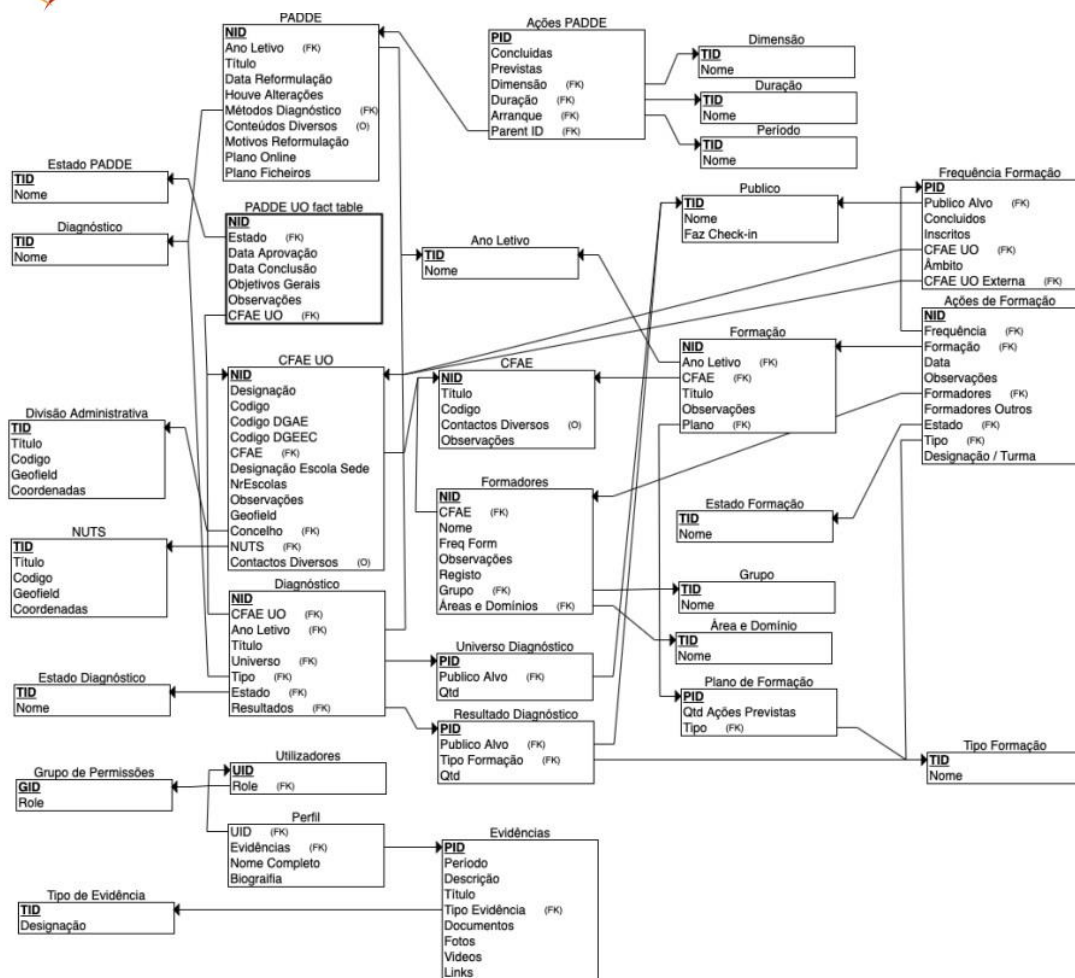 PADDE
NID
Ano Letivo (FK)
Título
Data Reformulação
Houve Alterações
Métodos Diagnóstico (FK)
Conteúdos Diversos (O)
Motivos Reformulação
Plano Online
Plano Ficheiros
Ações PADDE
PID
Concluidas
Previstas
Dimensão (FK)
Duração (FK)
Arranque (FK)
Parent ID (FK)
Dimensão
TID
Nome
Duração
TID
Nome
Período
TID
Nome
Estado PADDE
TID
Nome
Diagnóstico
TID
Nome
PADDE UO fact table
NID
Estado (FK)
Data Aprovação
Data Conclusão
Objetivos Gerais
Observações
CFAE UO (FK)
Ano Letivo
TID
Nome
Publico
TID
Nome
Faz Check-in
Frequência Formação
PID
Publico Alvo (FK)
Concluidos
Inscritos
CFAE UO (FK)
Âmbito
CFAE UO Externa (FK)
Ações de Formação
NID
Frequência (FK)
Formação (FK)
Data
Observações
Formadores (FK)
Formadores Outros
Estado (FK)
Tipo (FK)
Designação / Turma
Formação
NID
Ano Letivo (FK)
CFAE (FK)
Título
Observações
Plano (FK)
CFAE
NID
Título
Codigo
Contactos Diversos (O)
Observações
CFAE UO
NID
Designação
Codigo
Codigo DGAE
Codigo DGEEC
CFAE (FK)
Designação Escola Sede
NrEscolas
Observações
Geofield
Concelho (FK)
NUTS (FK)
Contactos Diversos (O)
Divisão Administrativa
TID
Título
Codigo
Geofield
Coordenadas
NUTS
TID
Título
Codigo
Geofield
Coordenadas
Formadores
NID
CFAE (FK)
Nome
Freq Form
Observações
Registo
Grupo (FK)
Áreas e Domínios (FK)
Estado Formação
TID
Nome
Grupo
TID
Nome
Área e Domínio
TID
Nome
Diagnóstico
NID
CFAE UO (FK)
Ano Letivo (FK)
Título
Universo (FK)
Tipo (FK)
Estado (FK)
Resultados (FK)
Estado Diagnóstico
TID
Nome
Universo Diagnóstico
PID
Publico Alvo (FK)
Qtd
Resultado Diagnóstico
PID
Publico Alvo (FK)
Tipo Formação (FK)
Qtd
Plano de Formação
PID
Qtd Ações Previstas
Tipo (FK)
Tipo Formação
TID
Nome
Utilizadores
UID
Role (FK)
Grupo de Permissões
GID
Role
Perfil
UID (FK)
Evidências (FK)
Nome Completo
Biograifia
Evidências
PID
Período
Descrição
Título
Tipo Evidência (FK)
Documentos
Fotos
Videos
Links
Tipo de Evidência
TID
Designação